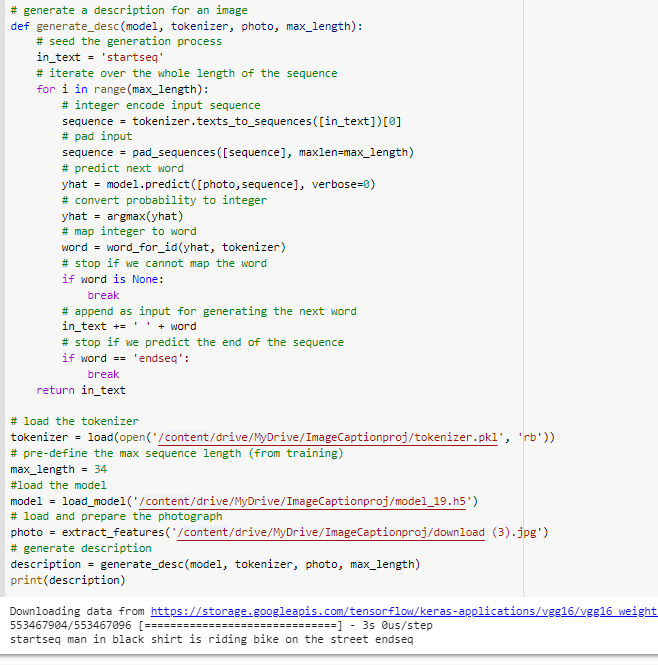 # generate a description for an image
def generate_desc(model, tokenizer, photo, max_length):
    # seed the generation process
    in_text = 'startseq'
    # iterate over the whole length of the sequence
    for i in range(max_length):
        # integer encode input sequence
        sequence = tokenizer.texts_to_sequences([in_text])[0]
        # pad input
        sequence = pad_sequences([sequence], maxlen=max_length)
        # predict next word
        yhat = model.predict([photo,sequence], verbose=0)
        # convert probability to integer
        yhat = argmax(yhat)
        # map integer to word
        word = word_for_id(yhat, tokenizer)
        # stop if we cannot map the word
        if word is None:
            break
        # append as input for generating the next word
        in_text += ' ' + word
        # stop if we predict the end of the sequence
        if word == 'endseq':
            break
    return in_text

# load the tokenizer
tokenizer = load(open('/content/drive/MyDrive/ImageCaptionproj/tokenizer.pkl', 'rb'))
# pre-define the max sequence length (from training)
max_length = 34
#load the model
model = load_model('/content/drive/MyDrive/ImageCaptionproj/model_19.h5')
# load and prepare the photograph
photo = extract_features('/content/drive/MyDrive/ImageCaptionproj/download (3).jpg')
# generate description
description = generate_desc(model, tokenizer, photo, max_length)
print(description)

Downloading data from https://storage.googleapis.com/tensorflow/keras-applications/vgg16/vgg16_weight
553467904/553467096 [==============================] - 3s 0us/step
startseq man in black shirt is riding bike on the street endseq